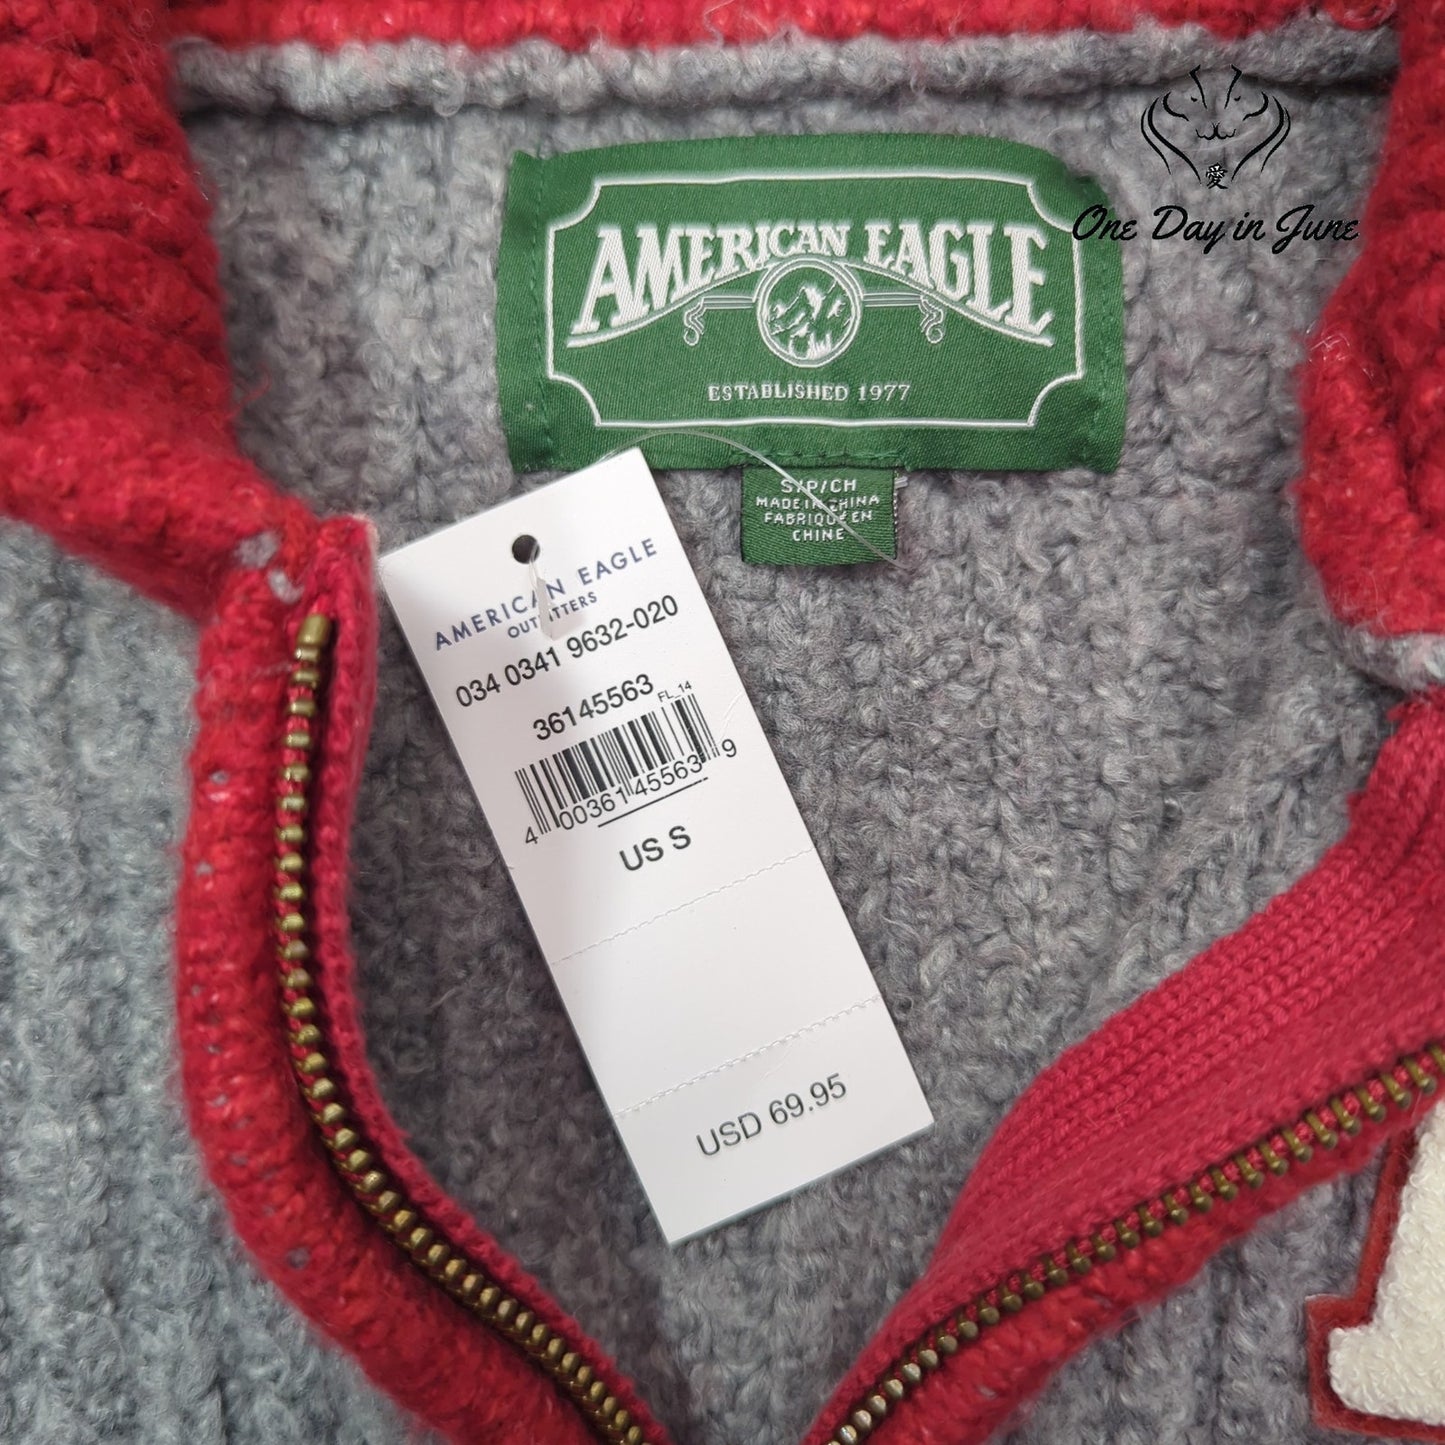 愛
One Day in June
AMERICAN EAGLE
ESTABLISHED 1977
S/P/CH
MADE IN CHINA
FABRIQUÉ EN
CHINE
AMERICAN EAGLE
OUTFITTERS
034 0341 9632-020
36145563
FL_14
4 00361 45563 9
US S
USD 69.95